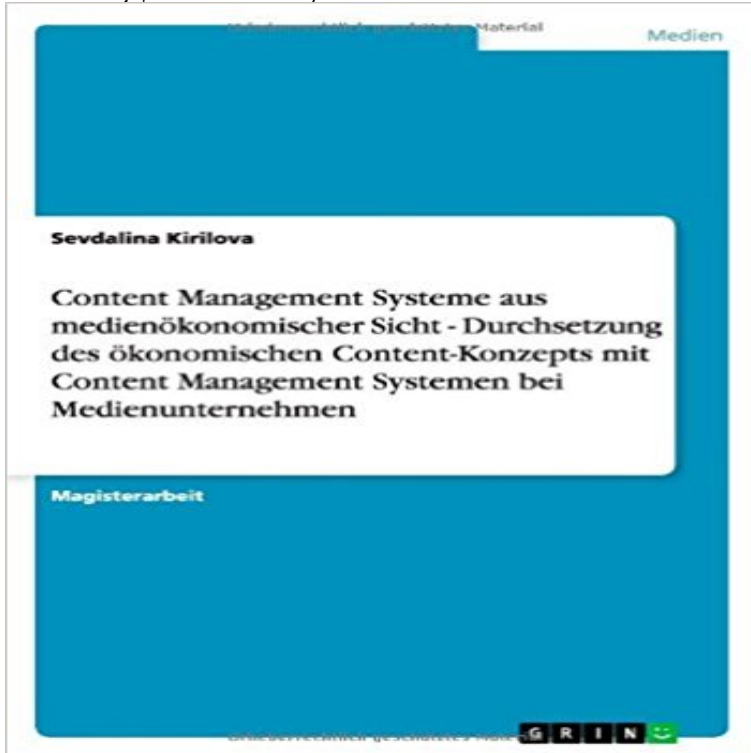 Material
Medien
Sevdalina Kirilova
Content Management Systeme aus
medienökonomischer Sicht - Durchsetzung
des ökonomischen Content-Konzepts mit
Content Management Systemen bei
Medienunternehmen
Magisterarbeit
GRIN